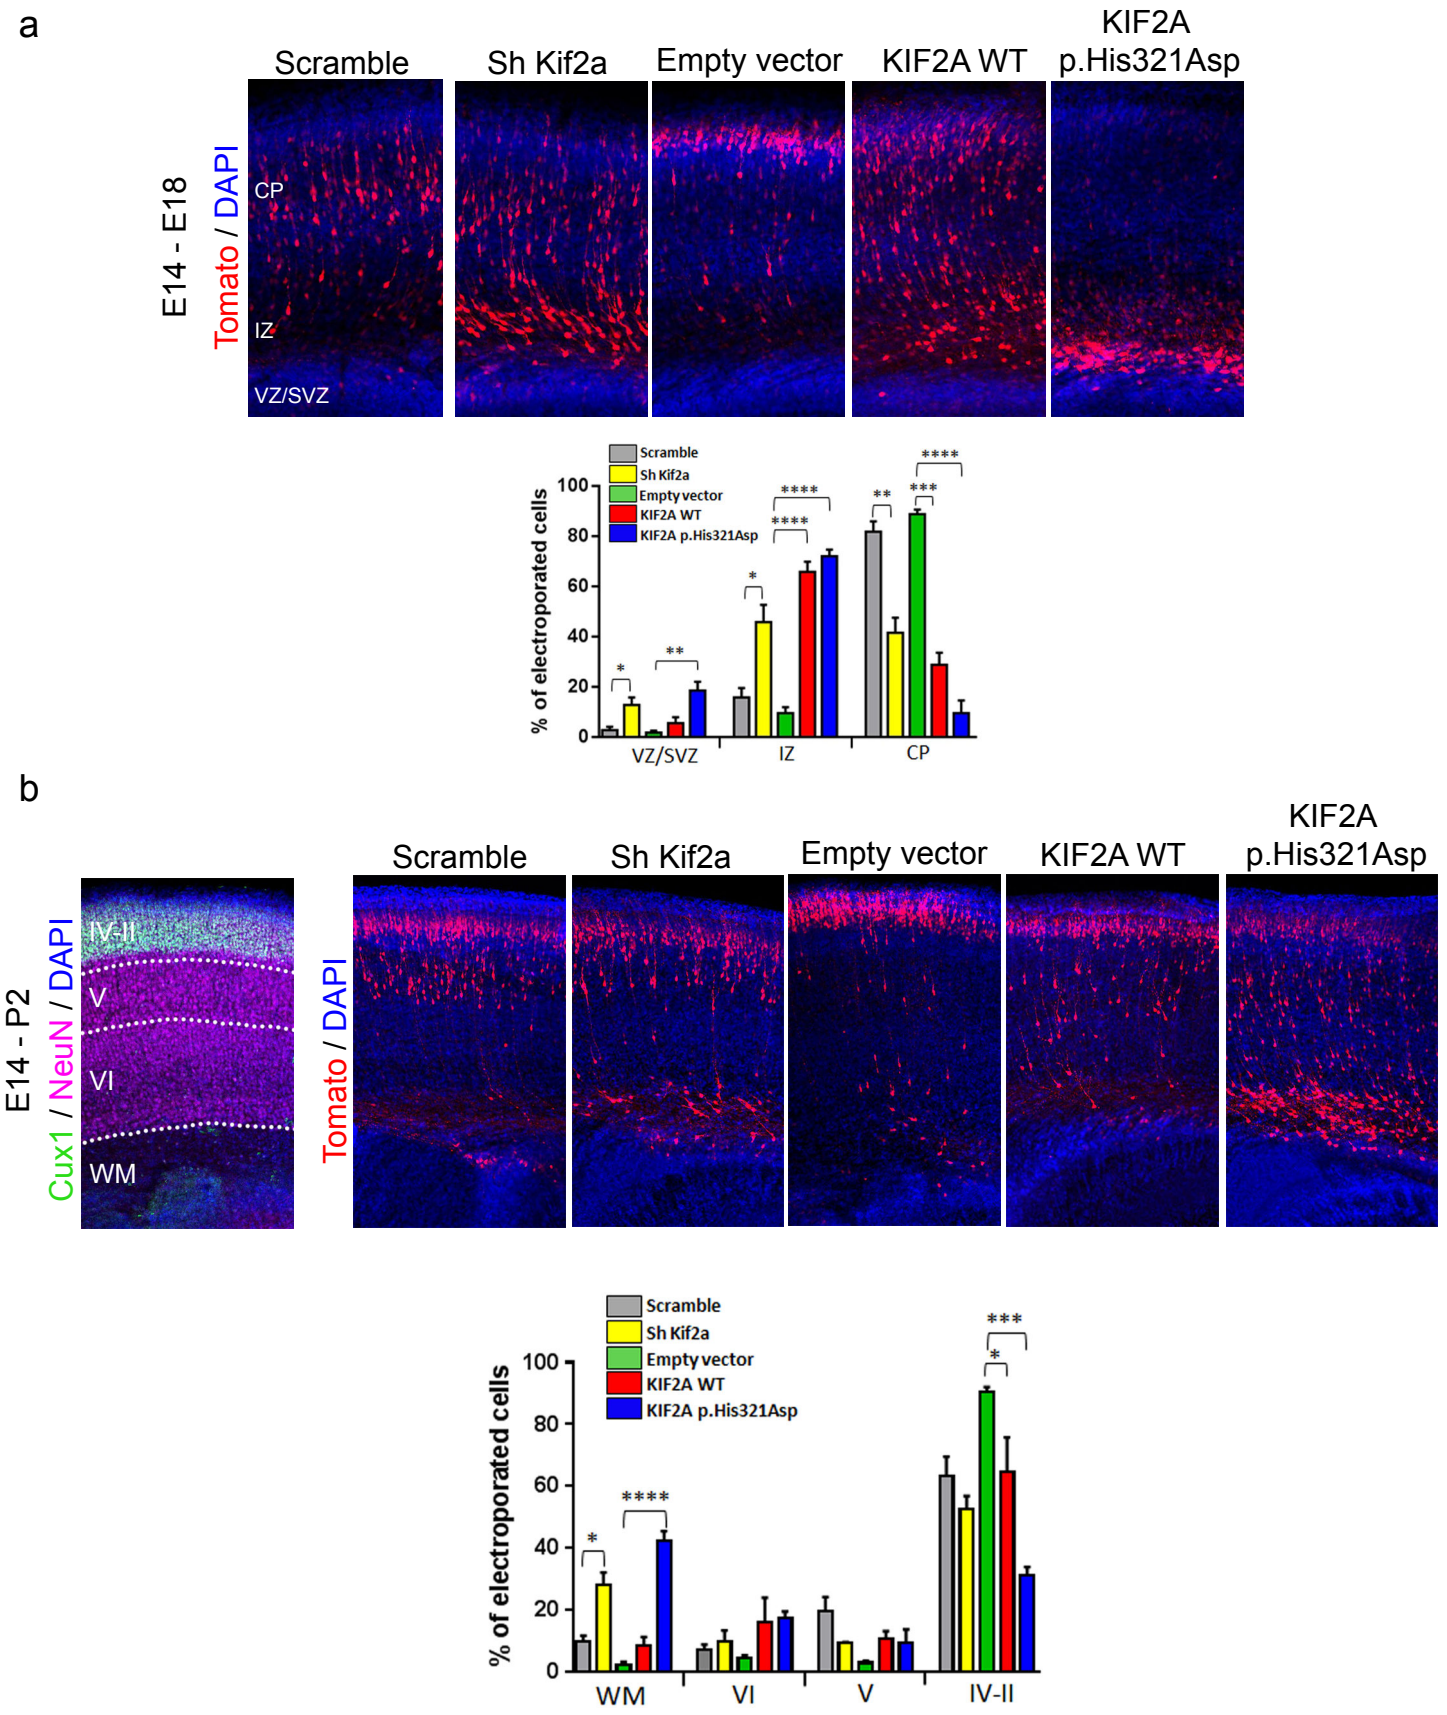 a
Scramble
Sh Kif2a
Empty vector
KIF2A WT
KIF2A
p.His321Asp
E14 - E18
Tomato / DAPI
CP
IZ
VZ/SVZ
Scramble
Sh Kif2a
Empty vector
KIF2A WT
KIF2A p.His321Asp
% of electroporated cells
100
80
60
40
20
0
*
**
*
****
****
**
***
****
VZ/SVZ
IZ
CP
b
Scramble
Sh Kif2a
Empty vector
KIF2A WT
KIF2A
p.His321Asp
E14 - P2
Cux1 / NeuN / DAPI
IV-II
V
VI
WM
Tomato / DAPI
Scramble
Sh Kif2a
Empty vector
KIF2A WT
KIF2A p.His321Asp
% of electroporated cells
100
80
60
40
20
0
*
****
*
***
WM
VI
V
IV-II